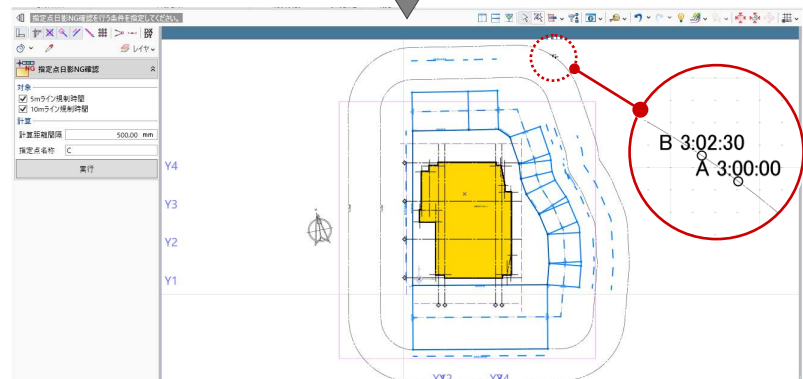 指定点日影NG確認を行う条件を指定してください。
レイヤ
NG 指定点日影NG確認
対象
5mライン規制時間
10mライン規制時間
計算
計算距離間隔 500.00 mm
指定点名称 C
実行
Y4
Y3
Y2
Y1
B 3:02:30
A 3:00:00